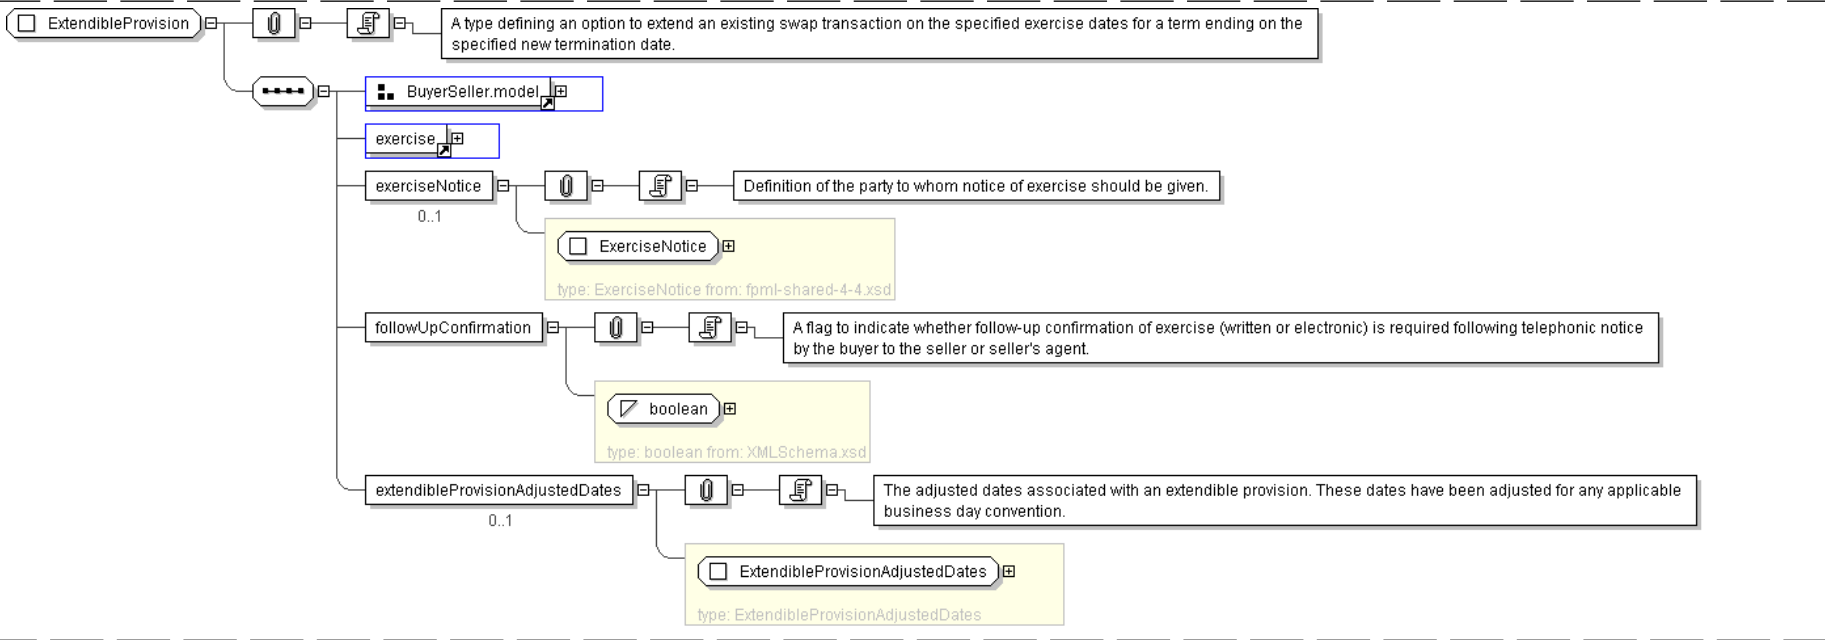 ExtendibleProvision
A type defining an option to extend an existing swap transaction on the specified exercise dates for a term ending on the
specified new termination date.
BuyerSeller.model
exercise
exerciseNotice
Definition of the party to whom notice of exercise should be given.
0..1
ExerciseNotice
type: ExerciseNotice from: fpml-shared-4-4.xsd
followUpConfirmation
A flag to indicate whether follow-up confirmation of exercise (written or electronic) is required following telephonic notice
by the buyer to the seller or seller's agent.
boolean
type: boolean from: XMLSchema.xsd
extendibleProvisionAdjustedDates
The adjusted dates associated with an extendible provision. These dates have been adjusted for any applicable
business day convention.
0..1
ExtendibleProvisionAdjustedDates
type: ExtendibleProvisionAdjustedDates